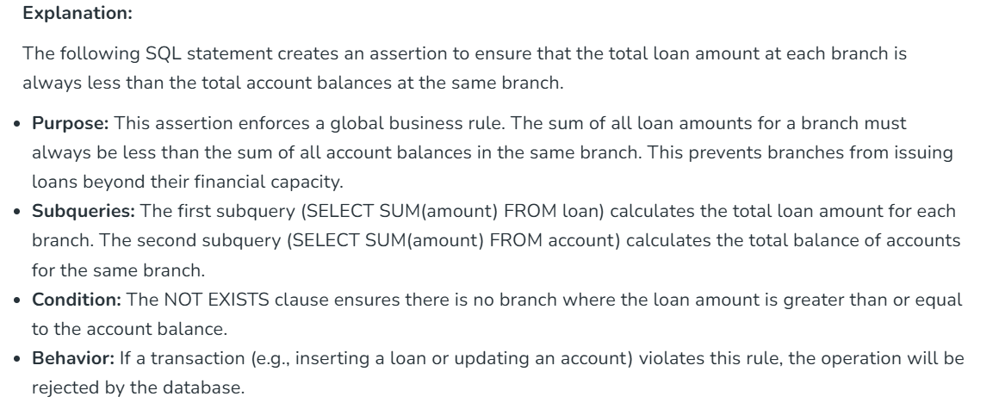 Explanation:
The following SQL statement creates an assertion to ensure that the total loan amount at each branch is
always less than the total account balances at the same branch.
• Purpose: This assertion enforces a global business rule. The sum of all loan amounts for a branch must
always be less than the sum of all account balances in the same branch. This prevents branches from issuing
loans beyond their financial capacity.
• Subqueries: The first subquery (SELECT SUM(amount) FROM loan) calculates the total loan amount for each
branch. The second subquery (SELECT SUM(amount) FROM account) calculates the total balance of accounts
for the same branch.
• Condition: The NOT EXISTS clause ensures there is no branch where the loan amount is greater than or equal
to the account balance.
• Behavior: If a transaction (e.g., inserting a loan or updating an account) violates this rule, the operation will be
rejected by the database.